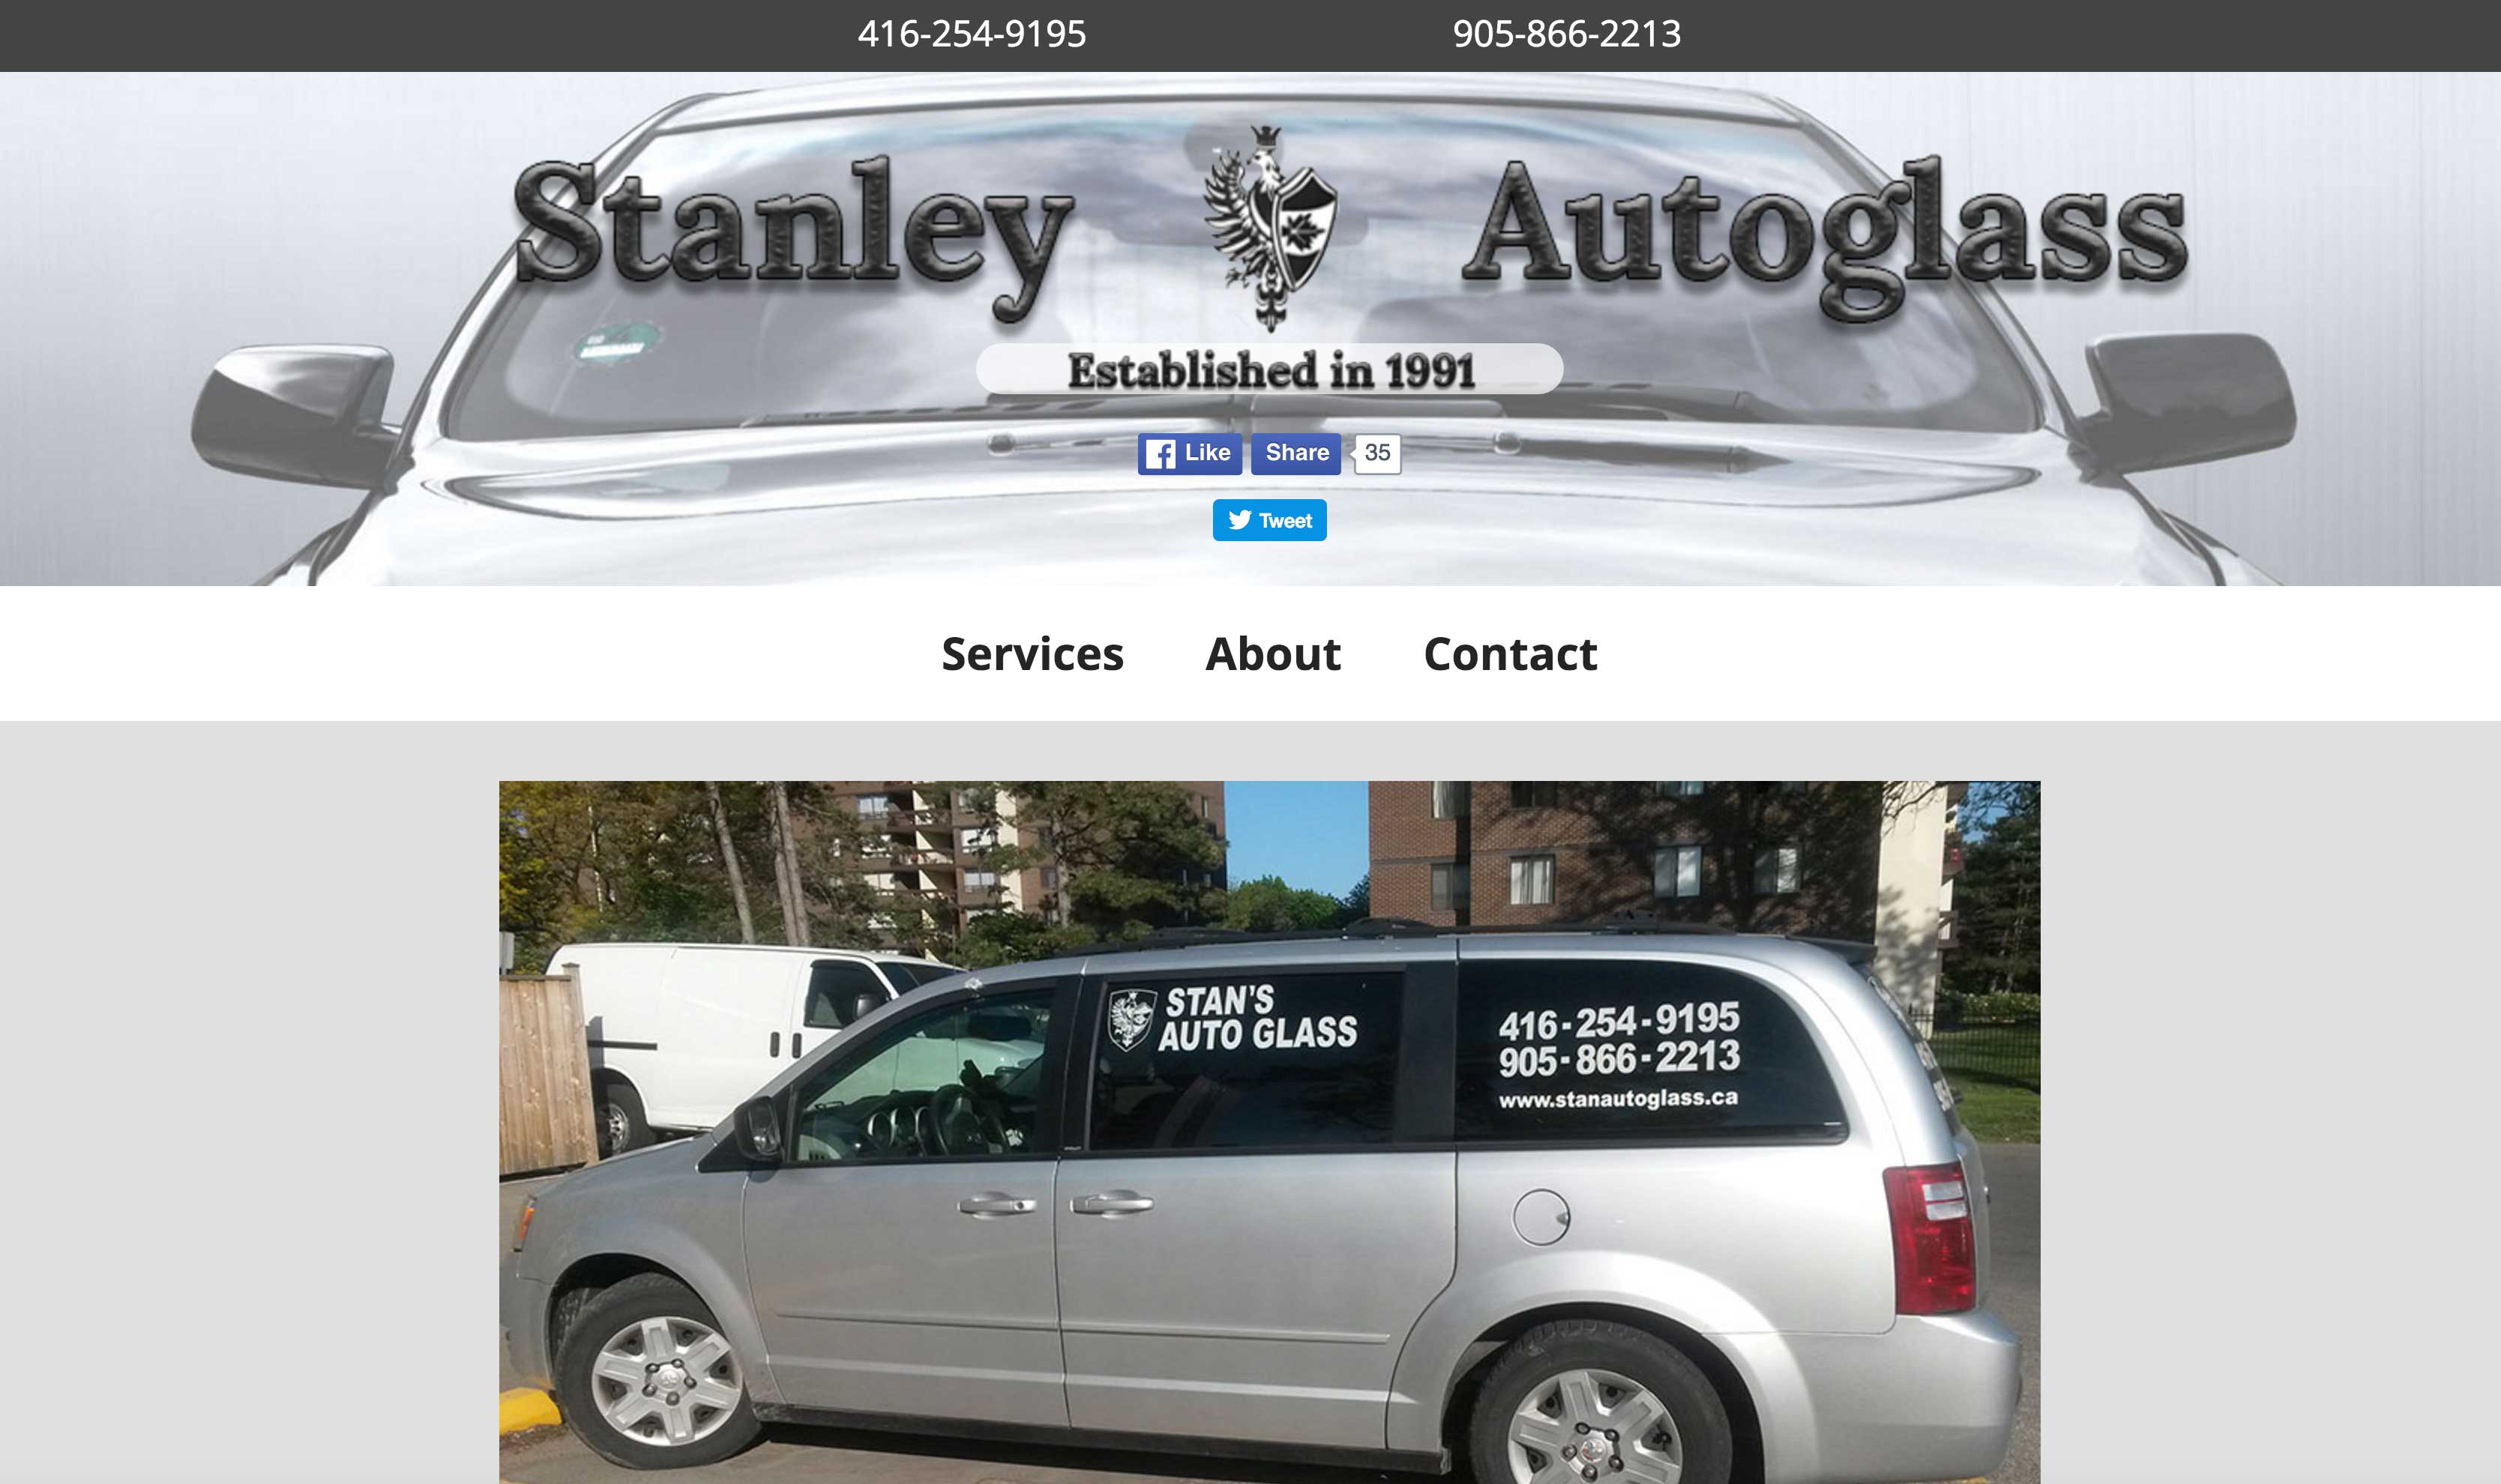 416-254-9195 905-866-2213
Stanley Autoglass
Established in 1991
Like Share 35
Tweet
Services About Contact
STAN'S
AUTO GLASS
416-254-9195
905-866-2213
www.stanautoglass.ca